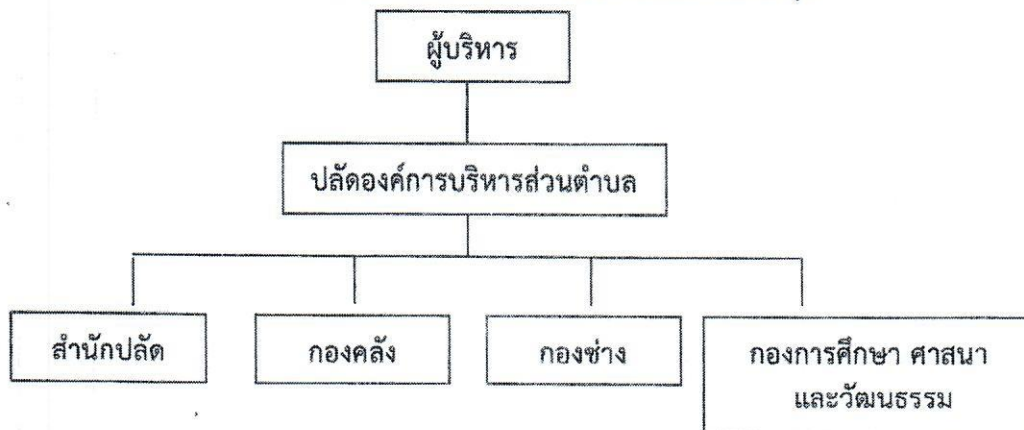 ผู้บริหาร
ปลัดองค์การบริหารส่วนตำบล
สำนักปลัด
กองคลัง
กองช่าง
กองการศึกษา ศาสนา
และวัฒนธรรม